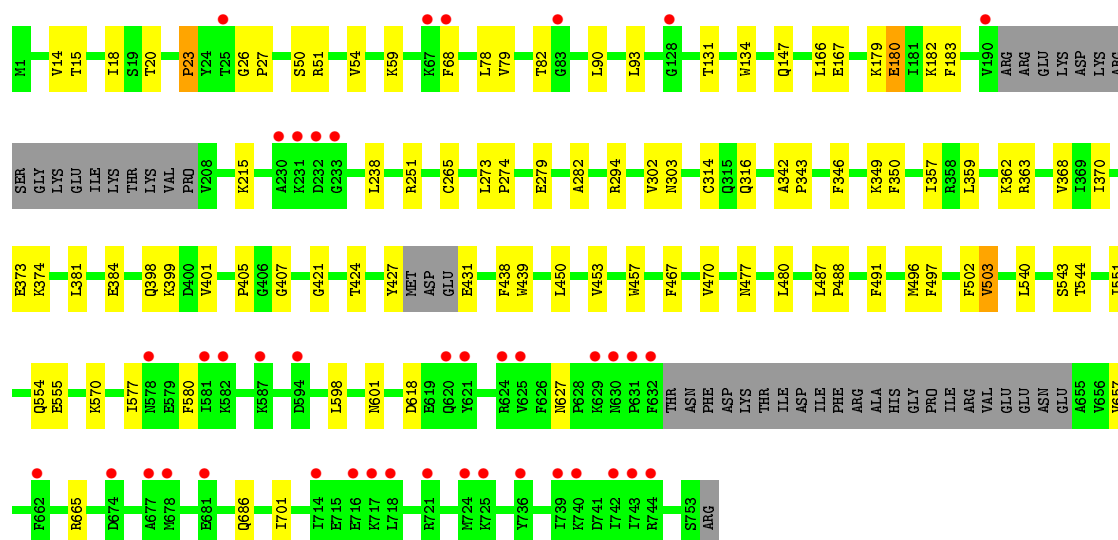 M1 V14 T15 I18 S19 T20 P23 Y24 T25 G26 P27 S50 R51 V54 K59 K67 F68 L78 V79 T82 G83 L90 L93 G128 T131 W134 Q147 L166 E167 K179 E180 I181 K182 F183 V190 ARG ARG GLU LYS ASP LYS ARG
SER GLY LYS GLU ILE LYS THR LYS VAL PRO V208 K215 A230 K231 D232 G233 L238 R251 C265 L273 P274 E279 A282 R294 V302 N303 C314 Q315 Q316 A342 P343 F346 K349 F350 I357 R358 L359 K362 R363 V368 I369 I370
E373 K374 L381 E384 Q398 K399 D400 V401 P405 G406 G407 G421 T424 Y427 MET ASP GLU E431 F438 W439 L450 V453 W457 F467 V470 N477 L480 L487 P488 F491 M496 F497 F502 V503 L540 S543 T544 I551
Q554 E555 K570 I577 N578 E579 F580 I581 K582 K587 D594 L598 N601 D618 E619 Q620 Y621 R624 V625 F626 N627 P628 K629 N630 P631 F632 THR ASN PHE ASP LYS THR ILE ASP ILE PHE ARG ALA HIS GLY PRO ILE ARG VAL GLU GLU ASN GLU A655 V656 V657
F662 R665 D674 A677 M678 E681 Q686 I701 I714 E715 E716 K717 L718 R721 M724 K725 Y736 I739 K740 D741 I742 I743 R744 S753 ARG